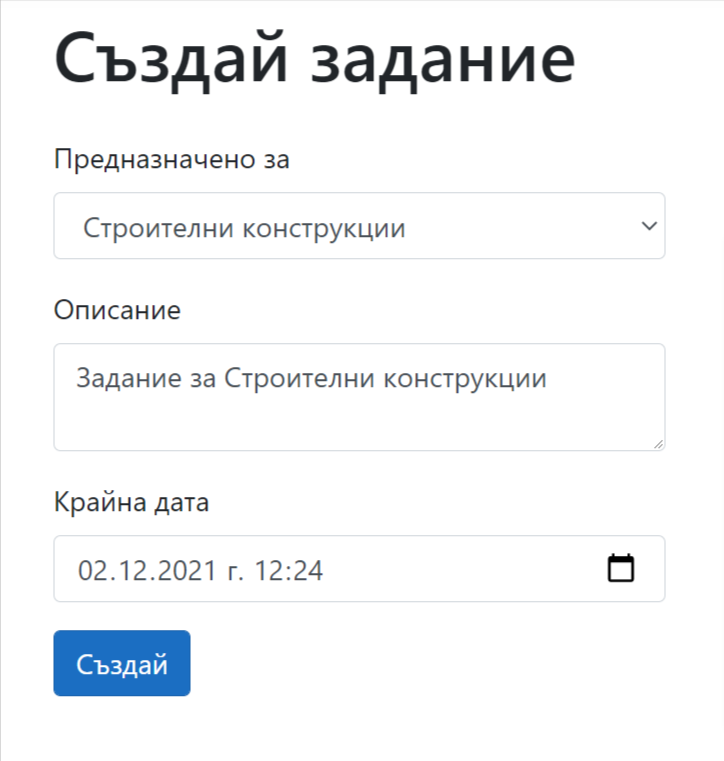 Създай задание
Предназначено за
Строителни конструкции
Описание
Задание за Строителни конструкции
Крайна дата
02.12.2021 г. 12:24
Създай